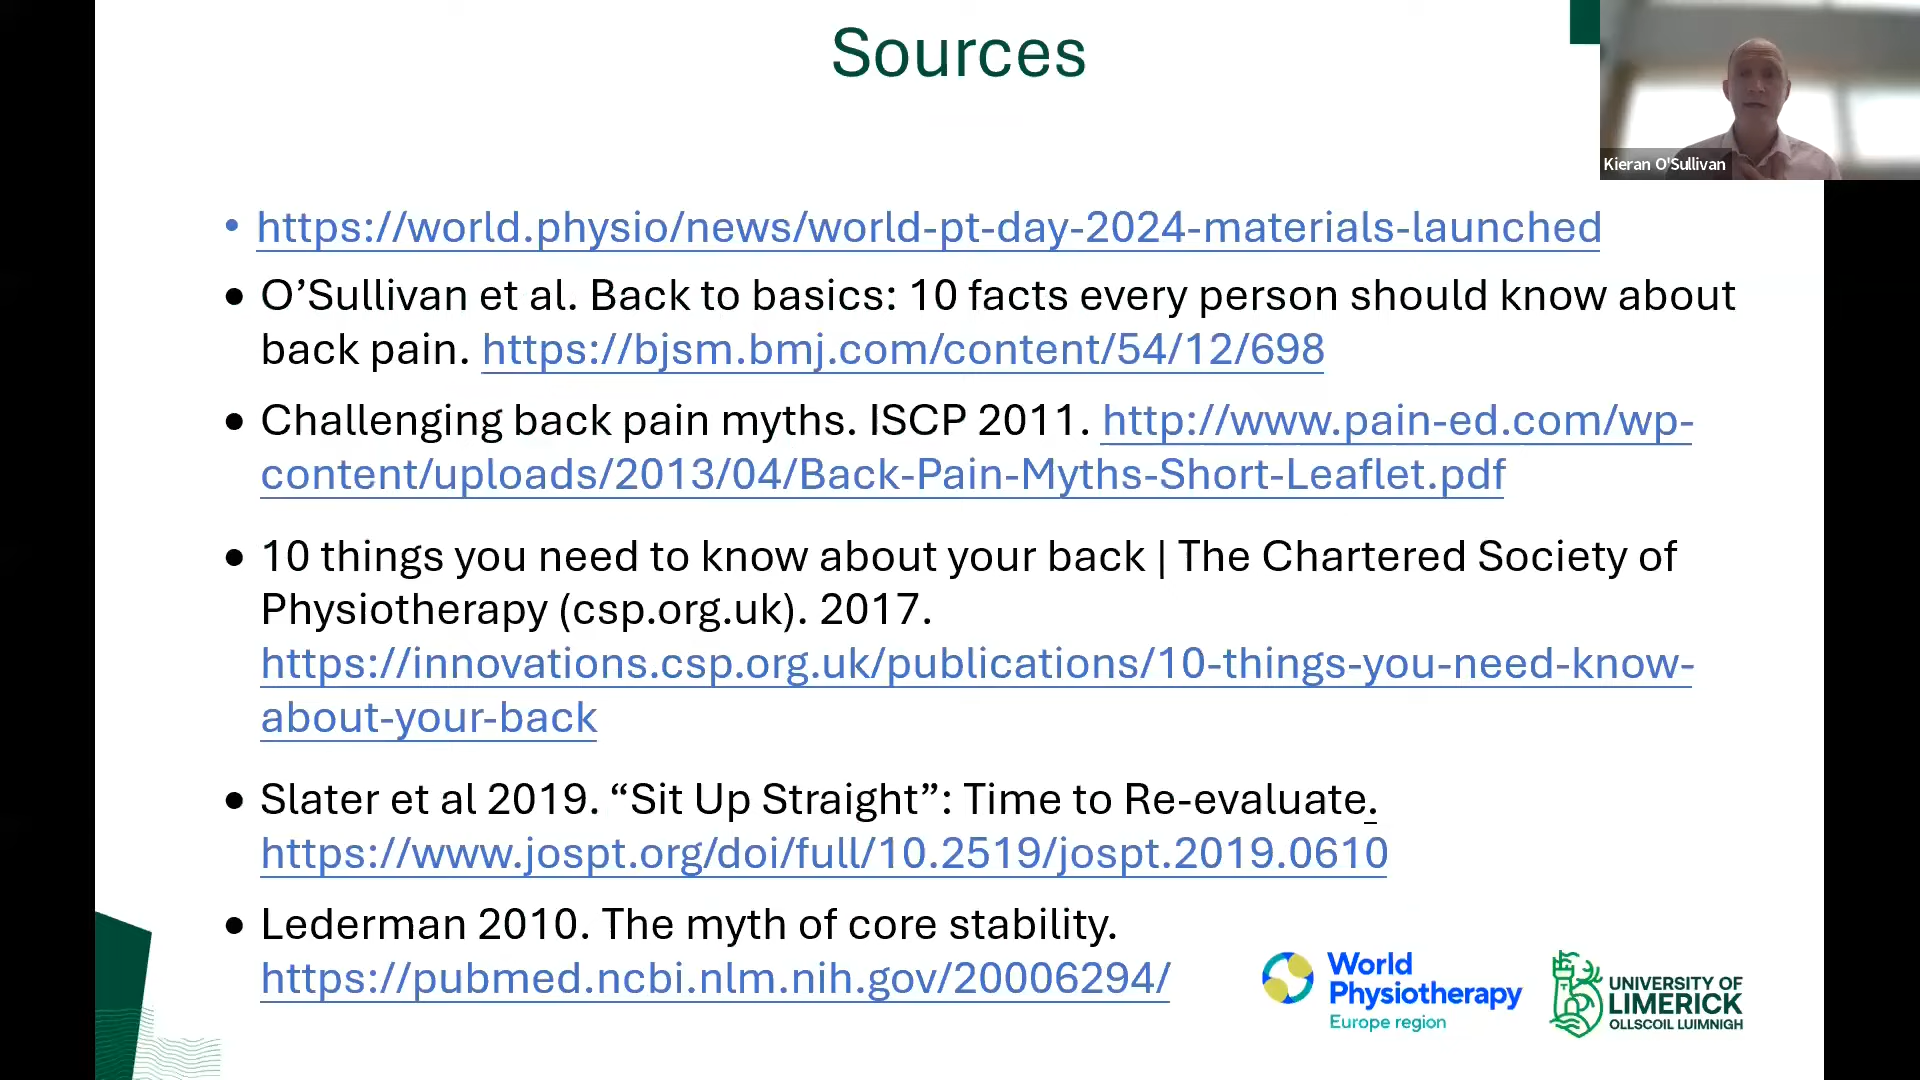 Sources
Kieran O'Sullivan
• https://world.physio/news/world-pt-day-2024-materials-launched
• O’Sullivan et al. Back to basics: 10 facts every person should know about
back pain. https://bjsm.bmj.com/content/54/12/698
• Challenging back pain myths. ISCP 2011. http://www.pain-ed.com/wp-
content/uploads/2013/04/Back-Pain-Myths-Short-Leaflet.pdf
• 10 things you need to know about your back | The Chartered Society of
Physiotherapy (csp.org.uk). 2017.
https://innovations.csp.org.uk/publications/10-things-you-need-know-
about-your-back
• Slater et al 2019. “Sit Up Straight”: Time to Re-evaluate.
https://www.jospt.org/doi/full/10.2519/jospt.2019.0610
• Lederman 2010. The myth of core stability.
https://pubmed.ncbi.nlm.nih.gov/20006294/
World
Physiotherapy
Europe region
UNIVERSITY OF
LIMERICK
OLLSCOIL LUIMNIGH